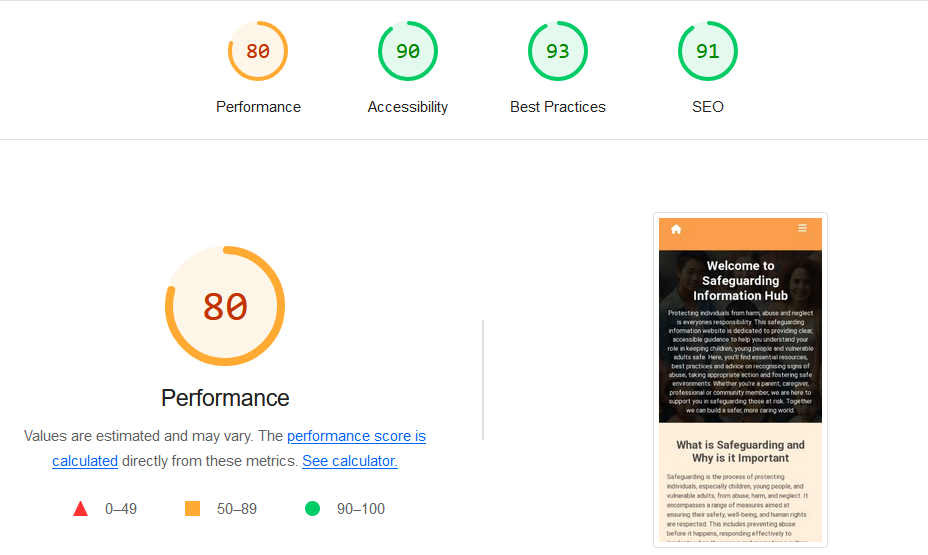 80
90
93
91
Performance
Accessibility
Best Practices
SEO
80
Performance
Values are estimated and may vary. The performance score is
calculated directly from these metrics. See calculator.
0–49
50–89
90–100
Welcome to
Safeguarding
Information Hub
Protecting individuals from harm, abuse and neglect
is everyones responsibility. This safeguarding
information website is dedicated to providing clear,
accessible guidance to help you understand your
role in keeping children, young people and vulnerable
adults safe. Here, you'll find essential resources,
best practices and advice on recognising signs of
abuse, taking appropriate action and fostering safe
environments. Whether you're a parent, caregiver,
professional or community member, we are here to
support you in safeguarding those at risk. Together
we can build a safer, more caring world.
What is Safeguarding and
Why is it Important
Safeguarding is the process of protecting
individuals, especially children, young people, and
vulnerable adults, from abuse, harm, and neglect. It
encompasses a range of measures aimed at
ensuring their safety, well-being, and human rights
are respected. This includes preventing abuse
before it happens, responding effectively to